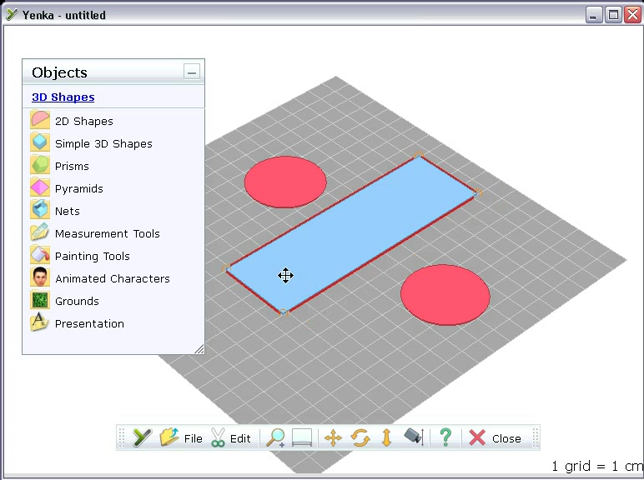 Yenka - untitled
Objects
3D Shapes
2D Shapes
Simple 3D Shapes
Prisms
Pyramids
Nets
Measurement Tools
Painting Tools
Animated Characters
Grounds
Presentation
File Edit ? Close
1 grid = 1 cm